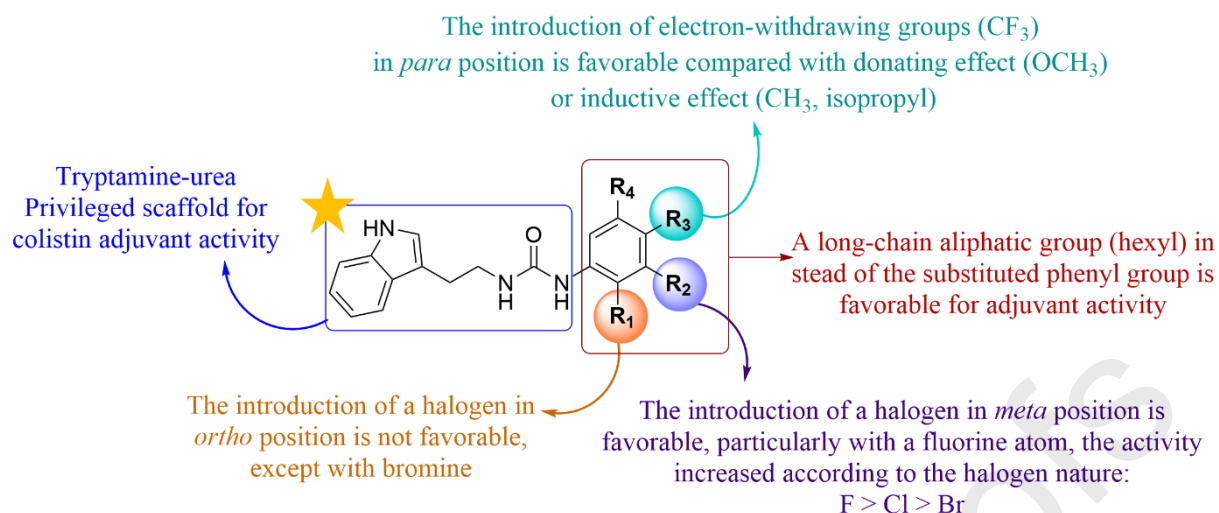 The introduction of electron-withdrawing groups (CF₃)
in para position is favorable compared with donating effect (OCH₃)
or inductive effect (CH₃, isopropyl)
Tryptamine-urea
Privileged scaffold for
colistin adjuvant activity
HN
O
N
H
N
H
R₄
R₃
R₂
R₁
A long-chain aliphatic group (hexyl) in
stead of the substituted phenyl group is
favorable for adjuvant activity
The introduction of a halogen in
ortho position is not favorable,
except with bromine
The introduction of a halogen in meta position is
favorable, particularly with a fluorine atom, the activity
increased according to the halogen nature:
F > Cl > Br